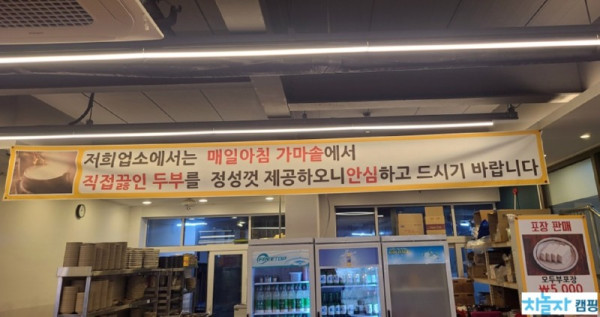 저희업소에서는 매일아침 가마솥에서
직접끓인 두부를 정성껏 제공하오니안심하고 드시기 바랍니다
포장 판매
모두부포장
₩5,000
차놀자 캠핑